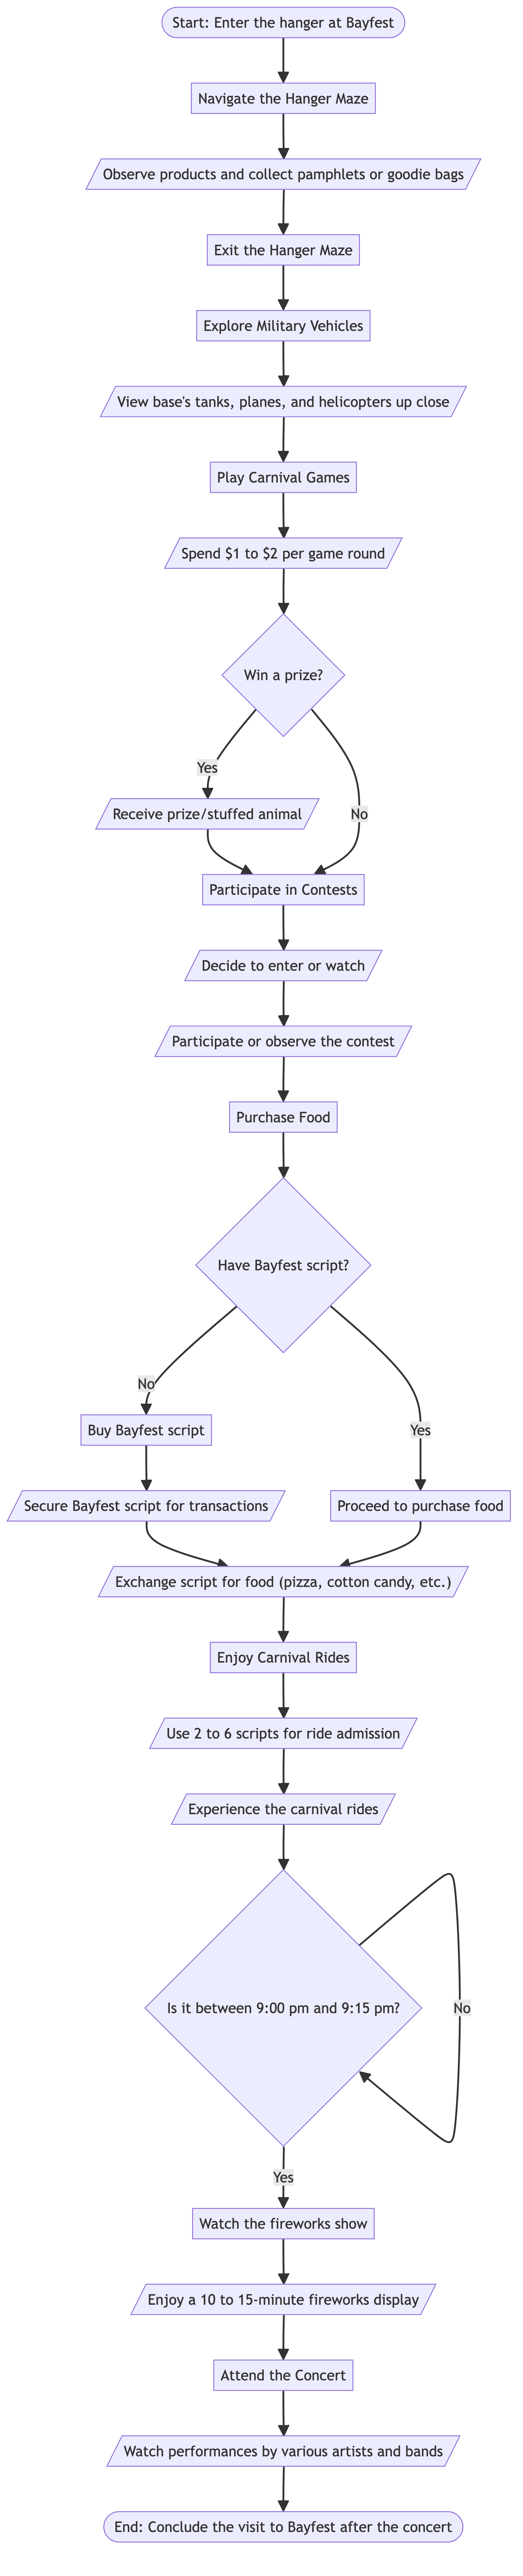 Start: Enter the hanger at Bayfest
Navigate the Hanger Maze
Observe products and collect pamphlets or goodie bags
Exit the Hanger Maze
Explore Military Vehicles
View base's tanks, planes, and helicopters up close
Play Carnival Games
Spend $1 to $2 per game round
Win a prize?
Yes
Receive prize/stuffed animal
No
Participate in Contests
Decide to enter or watch
Participate or observe the contest
Purchase Food
Have Bayfest script?
No
Buy Bayfest script
Yes
Secure Bayfest script for transactions
Proceed to purchase food
Exchange script for food (pizza, cotton candy, etc.)
Enjoy Carnival Rides
Use 2 to 6 scripts for ride admission
Experience the carnival rides
Is it between 9:00 pm and 9:15 pm?
No
Yes
Watch the fireworks show
Enjoy a 10 to 15-minute fireworks display
Attend the Concert
Watch performances by various artists and bands
End: Conclude the visit to Bayfest after the concert